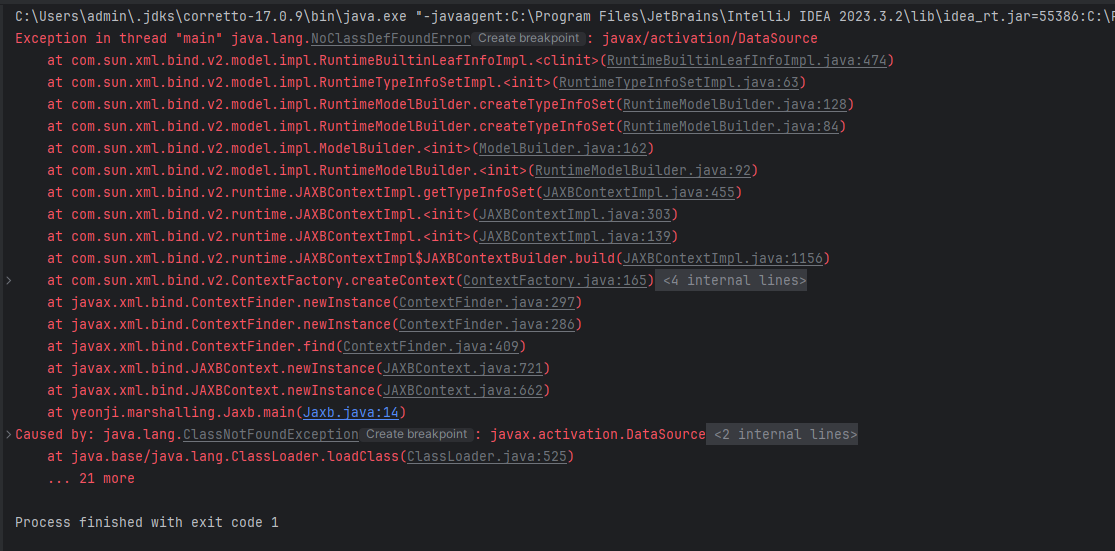 C:\Users\admin\.jdks\corretto-17.0.9\bin\java.exe "-javaagent:C:\Program Files\JetBrains\IntelliJ IDEA 2023.3.2\lib\idea_rt.jar=55386:C:\
Exception in thread "main" java.lang.NoClassDefFoundError Create breakpoint : javax/activation/DataSource
at com.sun.xml.bind.v2.model.impl.RuntimeBuiltinLeafInfoImpl.<clinit>(RuntimeBuiltinLeafInfoImpl.java:474)
at com.sun.xml.bind.v2.model.impl.RuntimeTypeInfoSetImpl.<init>(RuntimeTypeInfoSetImpl.java:63)
at com.sun.xml.bind.v2.model.impl.RuntimeModelBuilder.createTypeInfoSet(RuntimeModelBuilder.java:128)
at com.sun.xml.bind.v2.model.impl.RuntimeModelBuilder.createTypeInfoSet(RuntimeModelBuilder.java:84)
at com.sun.xml.bind.v2.model.impl.ModelBuilder.<init>(ModelBuilder.java:162)
at com.sun.xml.bind.v2.model.impl.RuntimeModelBuilder.<init>(RuntimeModelBuilder.java:92)
at com.sun.xml.bind.v2.runtime.JAXBContextImpl.getTypeInfoSet(JAXBContextImpl.java:455)
at com.sun.xml.bind.v2.runtime.JAXBContextImpl.<init>(JAXBContextImpl.java:303)
at com.sun.xml.bind.v2.runtime.JAXBContextImpl.<init>(JAXBContextImpl.java:139)
at com.sun.xml.bind.v2.runtime.JAXBContextImpl$JAXBContextBuilder.build(JAXBContextImpl.java:1156)
at com.sun.xml.bind.v2.ContextFactory.createContext(ContextFactory.java:165) <4 internal lines>
at javax.xml.bind.ContextFinder.newInstance(ContextFinder.java:297)
at javax.xml.bind.ContextFinder.newInstance(ContextFinder.java:286)
at javax.xml.bind.ContextFinder.find(ContextFinder.java:409)
at javax.xml.bind.JAXBContext.newInstance(JAXBContext.java:721)
at javax.xml.bind.JAXBContext.newInstance(JAXBContext.java:662)
at yeonji.marshalling.Jaxb.main(Jaxb.java:14)
Caused by: java.lang.ClassNotFoundException Create breakpoint : javax.activation.DataSource <2 internal lines>
at java.base/java.lang.ClassLoader.loadClass(ClassLoader.java:525)
... 21 more
Process finished with exit code 1